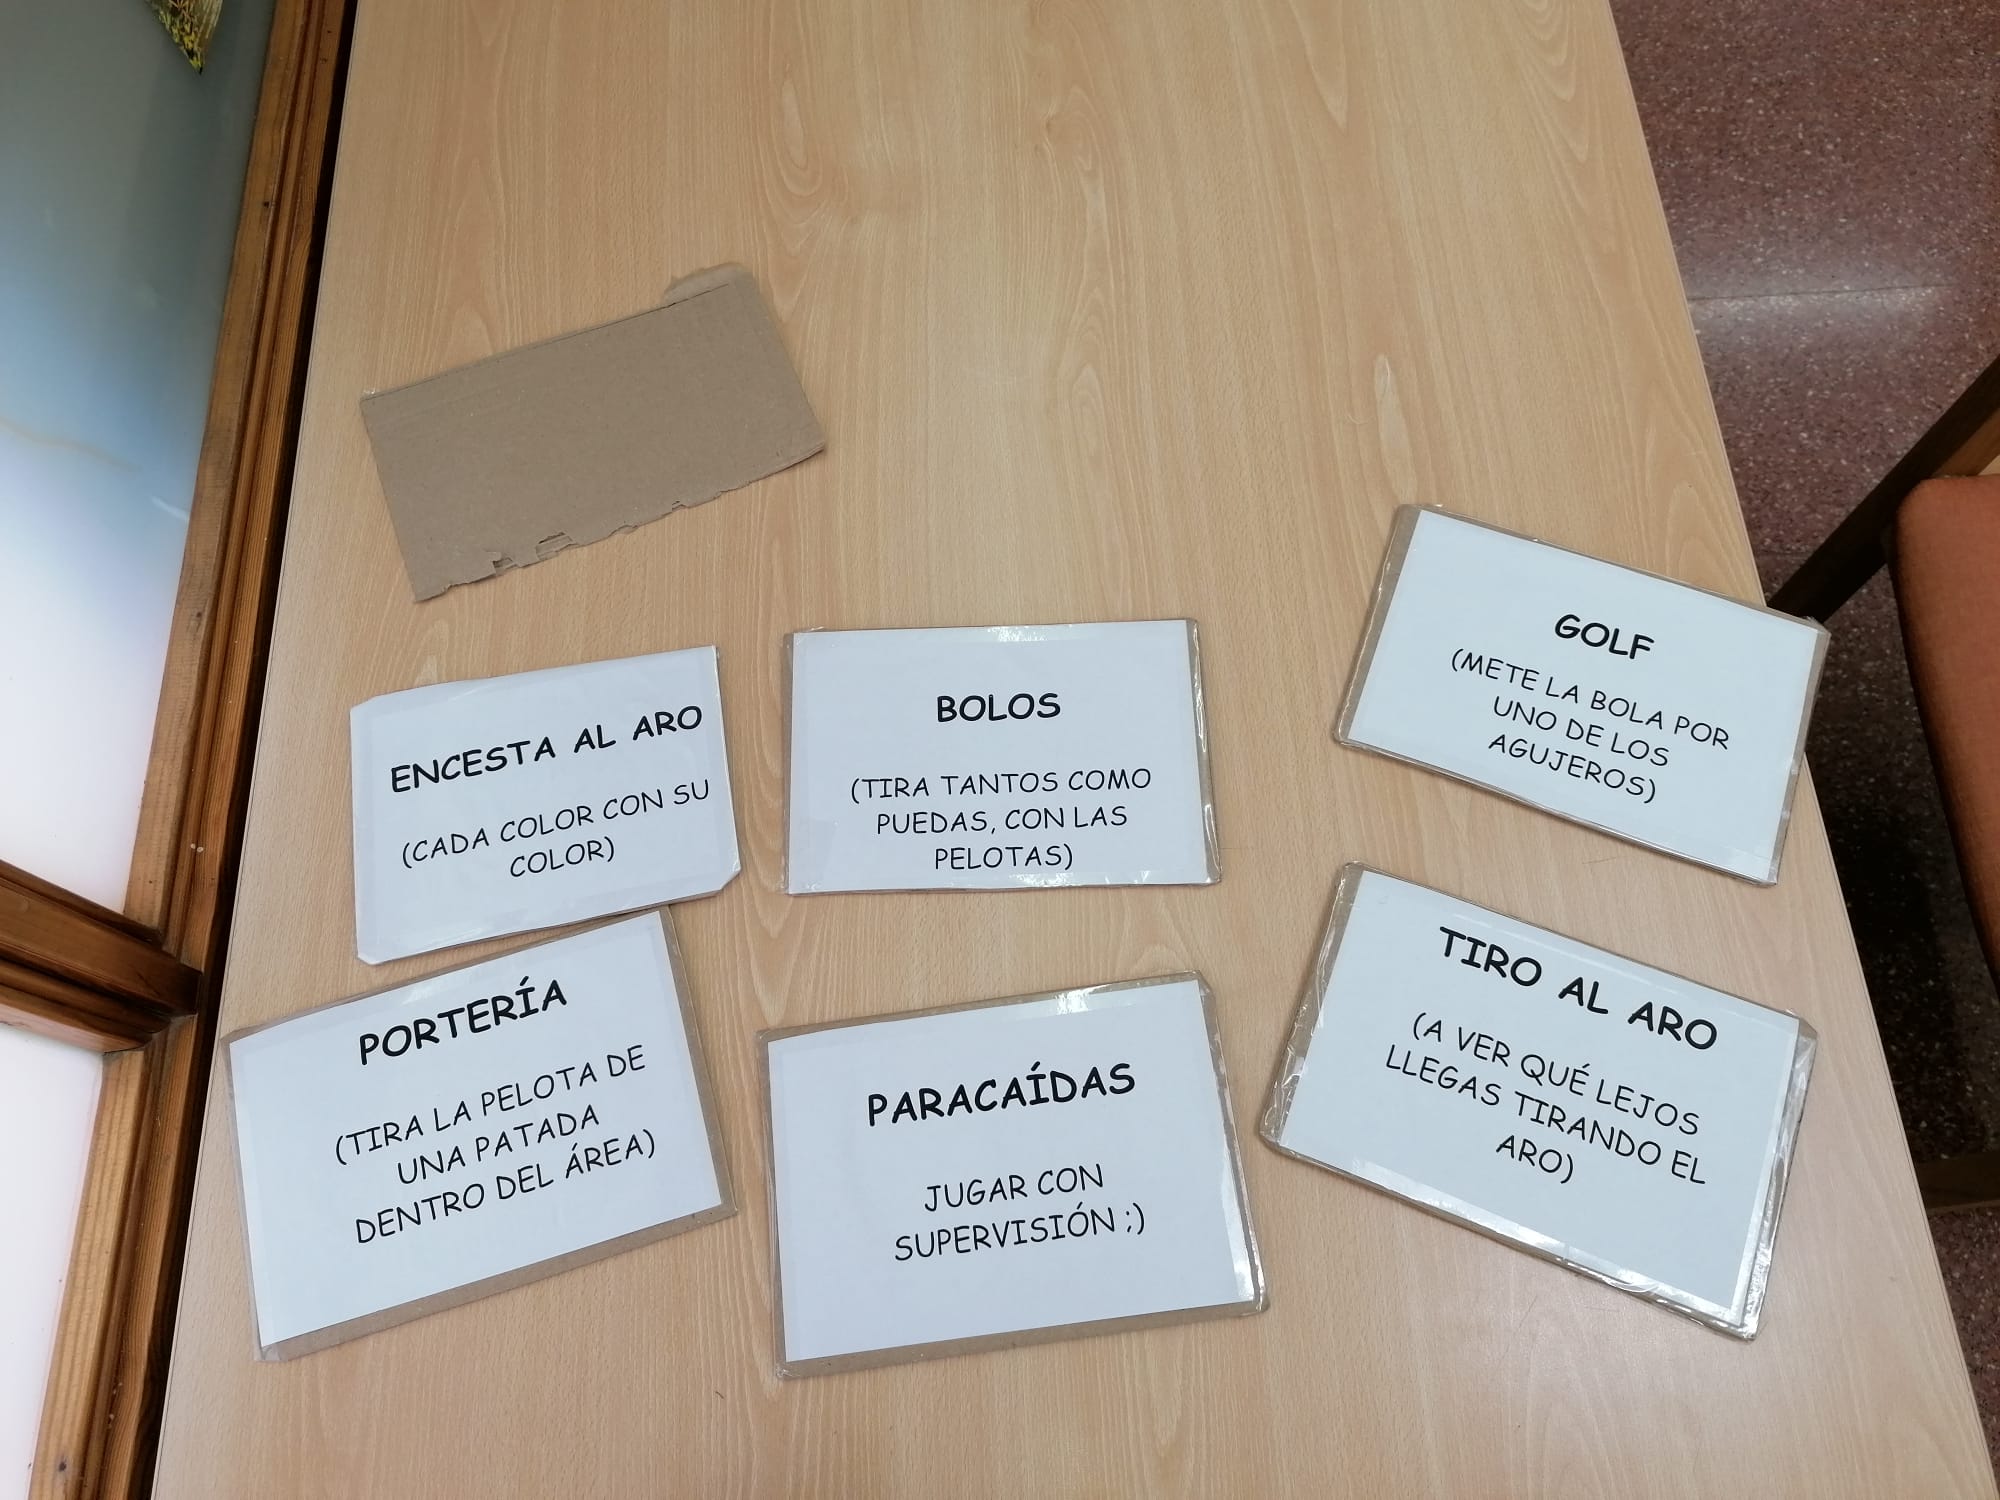 ENCESTA AL ARO
(CADA COLOR CON SU
COLOR)
BOLOS
(TIRA TANTOS COMO
PUEDAS, CON LAS
PELOTAS)
GOLF
(METE LA BOLA POR
UNO DE LOS
AGUJEROS)
PORTERÍA
(TIRA LA PELOTA DE
UNA PATADA
DENTRO DEL ÁREA)
PARACAÍDAS
JUGAR CON
SUPERVISIÓN ;)
TIRO AL ARO
(A VER QUÉ LEJOS
LLEGAS TIRANDO EL
ARO)